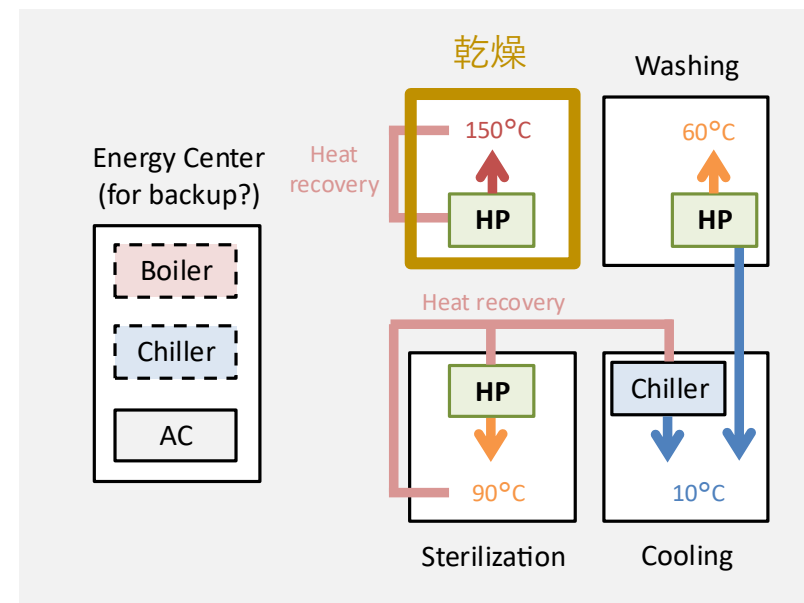 Energy Center
(for backup?)
Boiler
Chiller
AC
乾燥
150°C
Heat
recovery
HP
Washing
60°C
HP
Heat recovery
HP
90°C
Sterilization
Chiller
10°C
Cooling